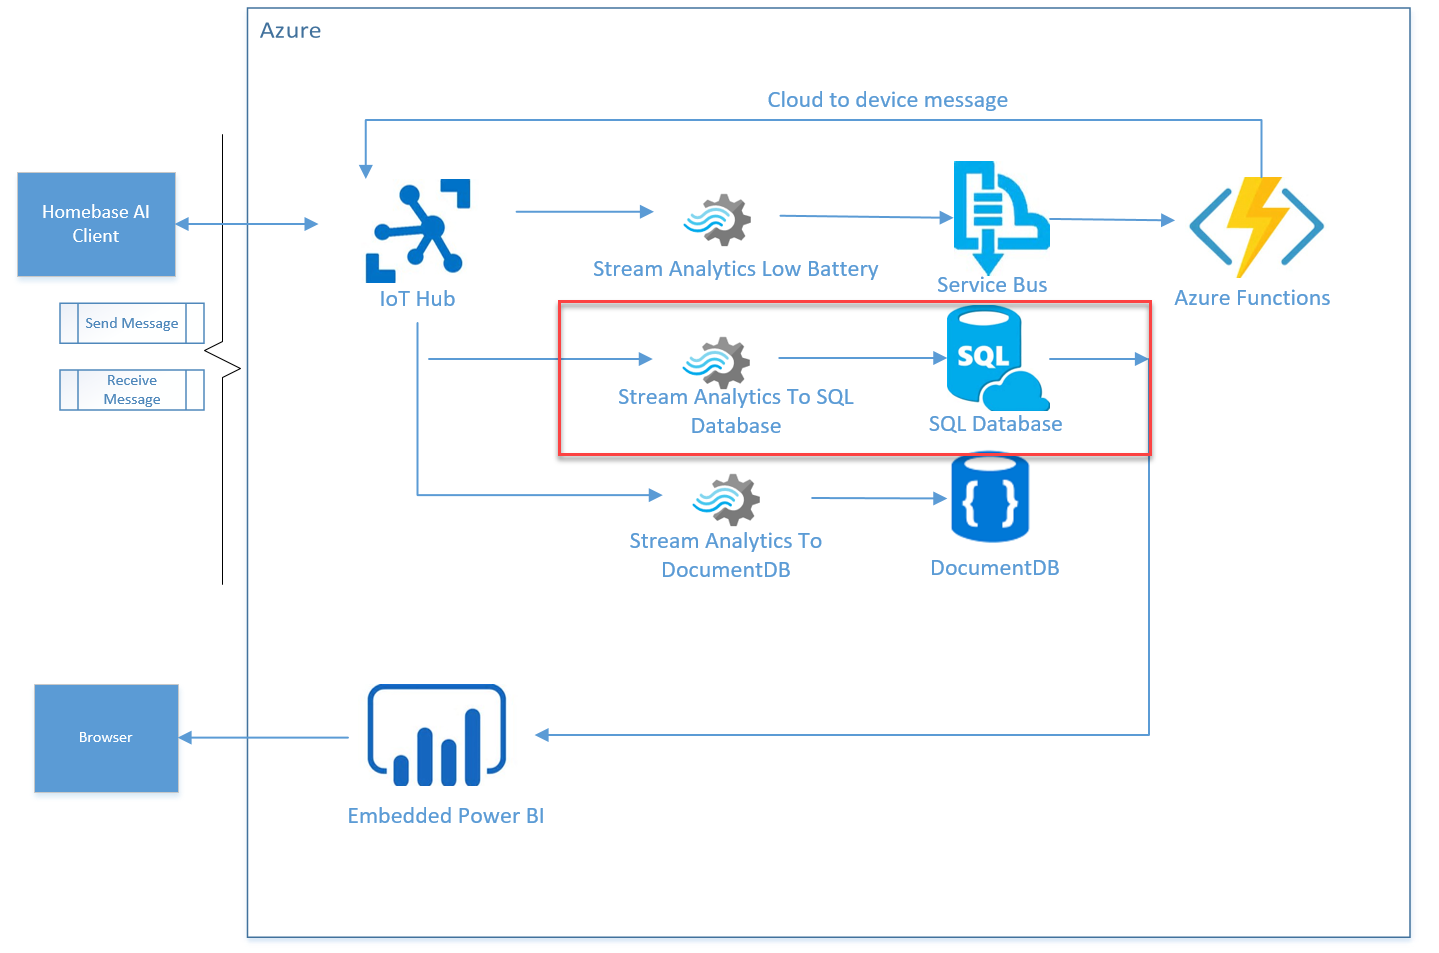 Azure
Cloud to device message
Homebase AI
Client
Send Message
Receive
Message
IoT Hub
Stream Analytics Low Battery
Service Bus
Azure Functions
Stream Analytics To SQL
Database
SQL
SQL Database
Stream Analytics To
DocumentDB
{ }
DocumentDB
Browser
Embedded Power BI